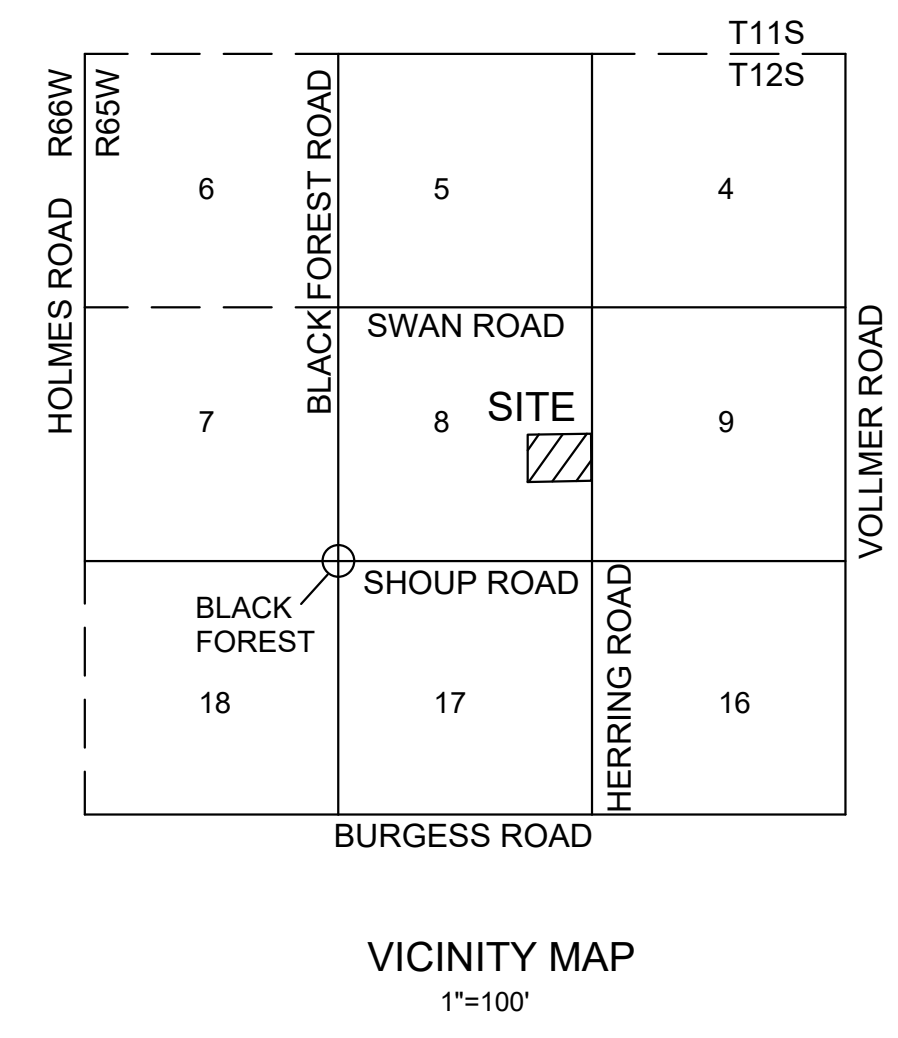 T11S
T12S
R66W
R65W
HOLMES ROAD
BLACK FOREST ROAD
6
5
4
SWAN ROAD
VOLLMER ROAD
SITE
7
8
9
SHOUP ROAD
BLACK
FOREST
HERRING ROAD
18
17
16
BURGESS ROAD
VICINITY MAP
1"=100'